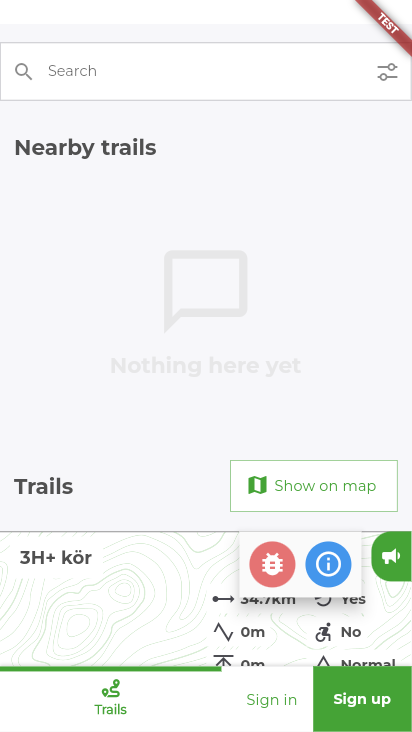 TEST
Search
Nearby trails
Nothing here yet
Trails
Show on map
3H+ kör
34.7km
Yes
0m
No
0m
Normal
Trails
Sign in
Sign up